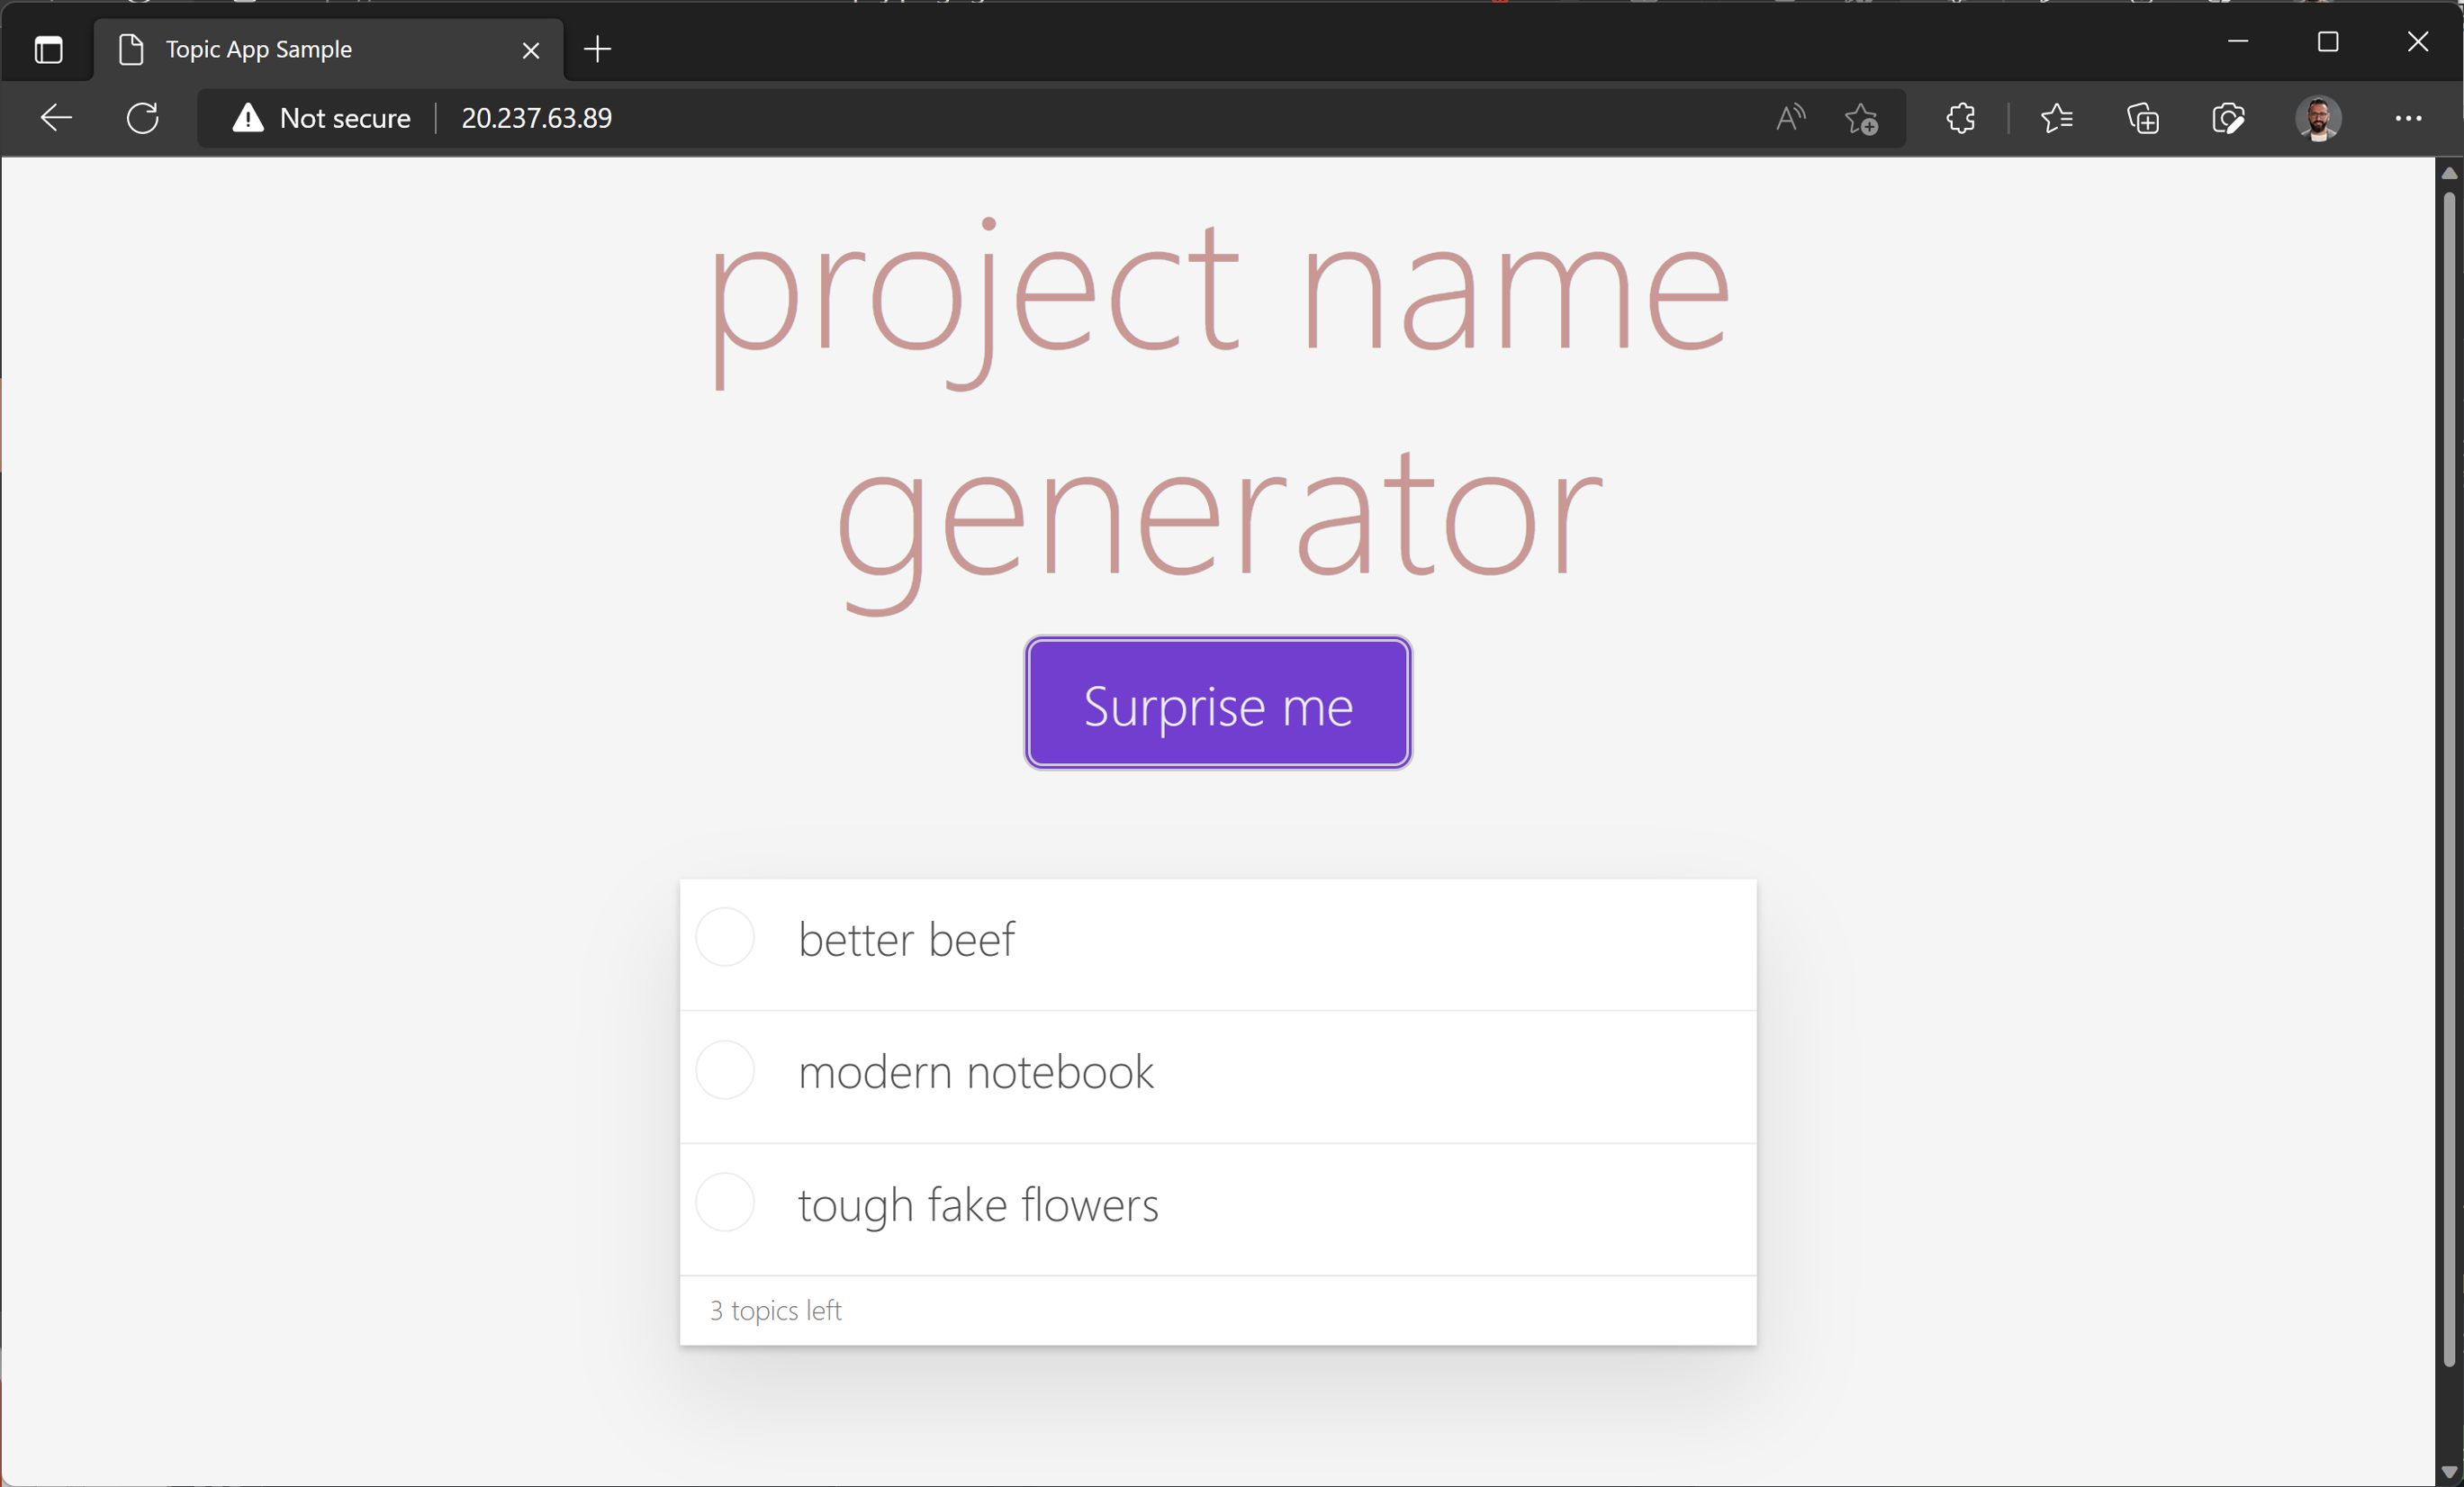 Topic App Sample
Not secure
20.237.63.89
project name
generator
Surprise me
better beef
modern notebook
tough fake flowers
3 topics left